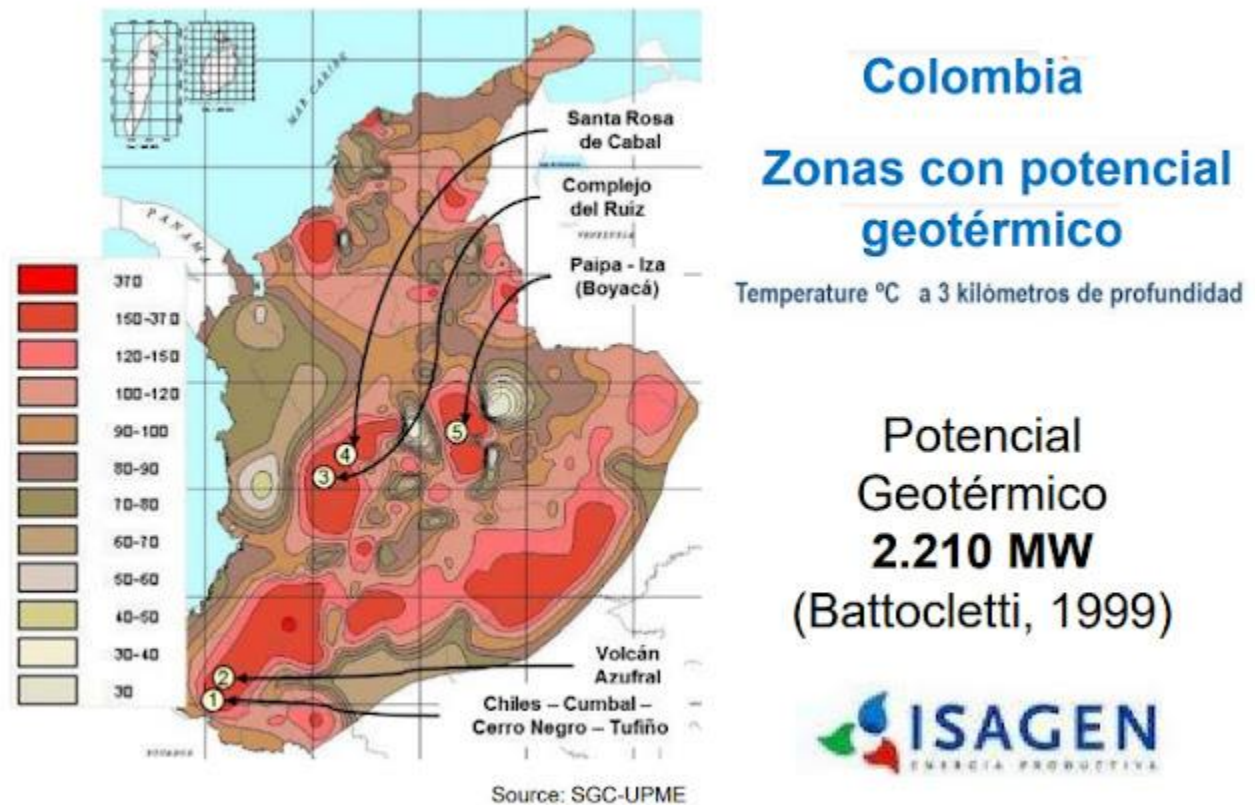 MAR CARIBE
PANAMA
Santa Rosa
de Cabal
Complejo
del Ruiz
VENEZUELA
Paipa - Iza
(Boyacá)
370
150-370
120-150
100-120
90-100
80-90
70-80
60-70
50-60
40-50
30-40
30
4
3
5
2
1
Volcán
Azufral
Chiles – Cumbal –
Cerro Negro – Tufiño
ECUADOR
Source: SGC-UPME
Colombia
Zonas con potencial
geotérmico
Temperature ºC a 3 kilómetros de profundidad
Potencial
Geotérmico
2.210 MW
(Battocletti, 1999)
ISAGEN
ENERGÍA PRODUCTIVA